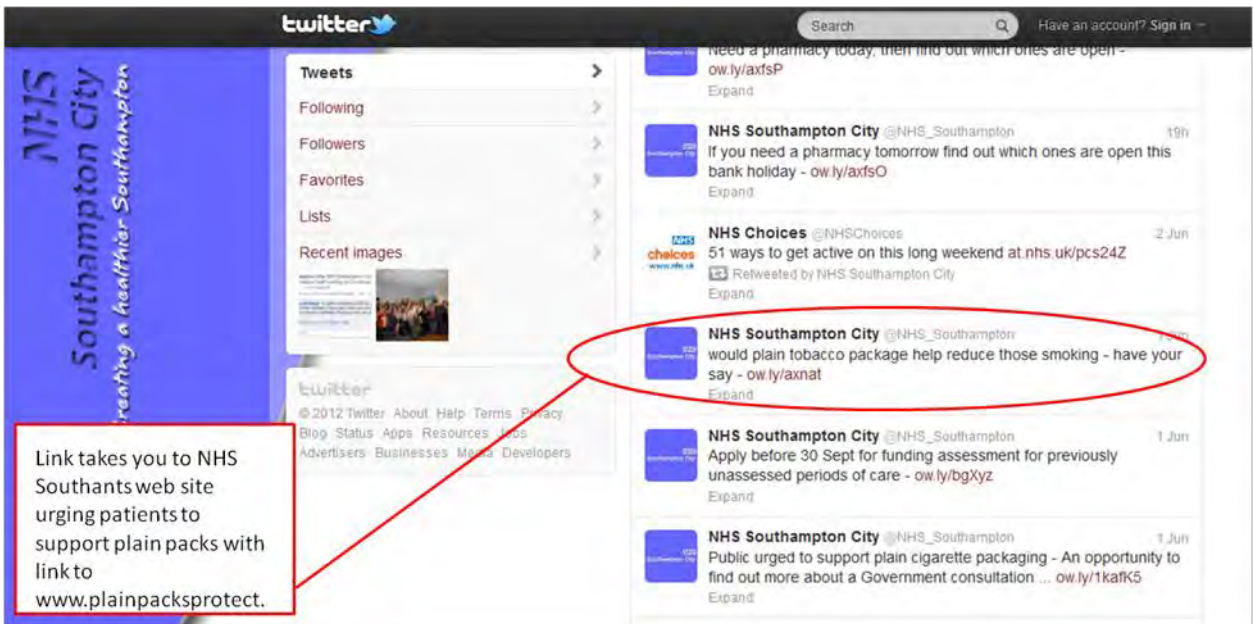 twitter
Search
Have an account? Sign in
NHS
Southampton City
Creating a healthier Southampton
Tweets
Following
Followers
Favorites
Lists
Recent images
twitter
© 2012 Twitter About Help Terms Privacy
Blog Status Apps Resources Jobs
Advertisers Businesses Media Developers
Need a pharmacy today, then find out which ones are open -
ow.ly/axfsP
Expand
NHS Southampton City @NHS_Southampton 19h
If you need a pharmacy tomorrow find out which ones are open this
bank holiday - ow.ly/axfsO
Expand
NHS
choices
www.nhs.uk
NHS Choices @NHSChoices 2 Jun
51 ways to get active on this long weekend at nhs.uk/pcs24Z
Retweeted by NHS Southampton City
Expand
NHS Southampton City @NHS_Southampton
would plain tobacco package help reduce those smoking - have your
say - ow.ly/axnat
Expand
NHS Southampton City @NHS_Southampton 1 Jun
Apply before 30 Sept for funding assessment for previously
unassessed periods of care - ow.ly/bgXyz
Expand
NHS Southampton City @NHS_Southampton 1 Jun
Public urged to support plain cigarette packaging - An opportunity to
find out more about a Government consultation ... ow.ly/1kafK5
Expand
Link takes you to NHS
Southants web site
urging patients to
support plain packs with
link to
www.plainpacksprotect.